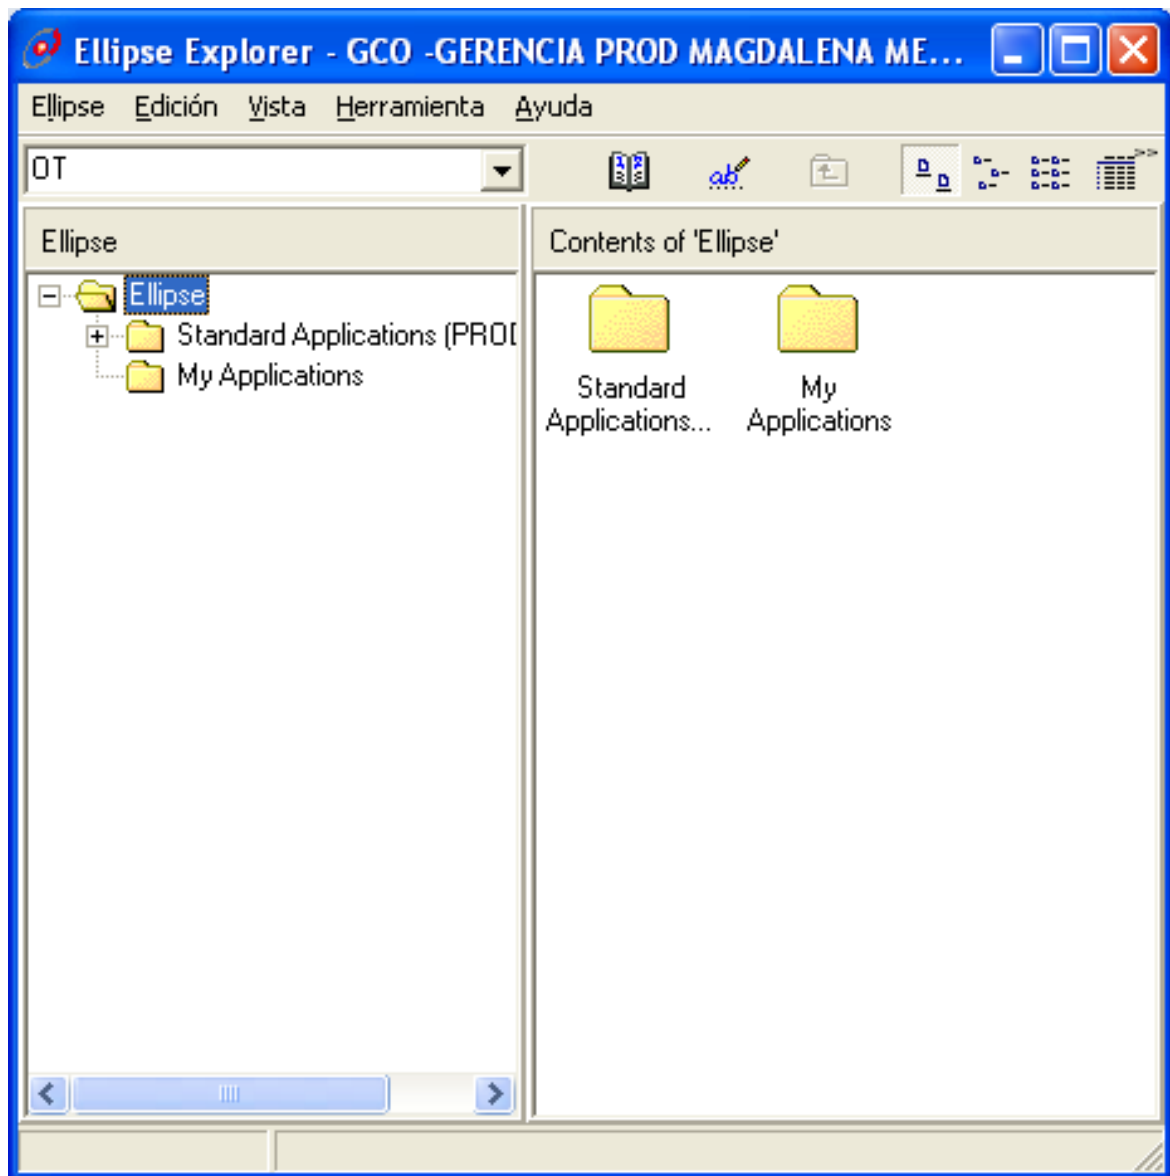 Ellipse Explorer - GCO -GERENCIA PROD MAGDALENA ME...
Ellipse Edición Vista Herramienta Ayuda
OT
Ellipse
Ellipse
Standard Applications (PROD
My Applications
Contents of 'Ellipse'
Standard
Applications...
My
Applications